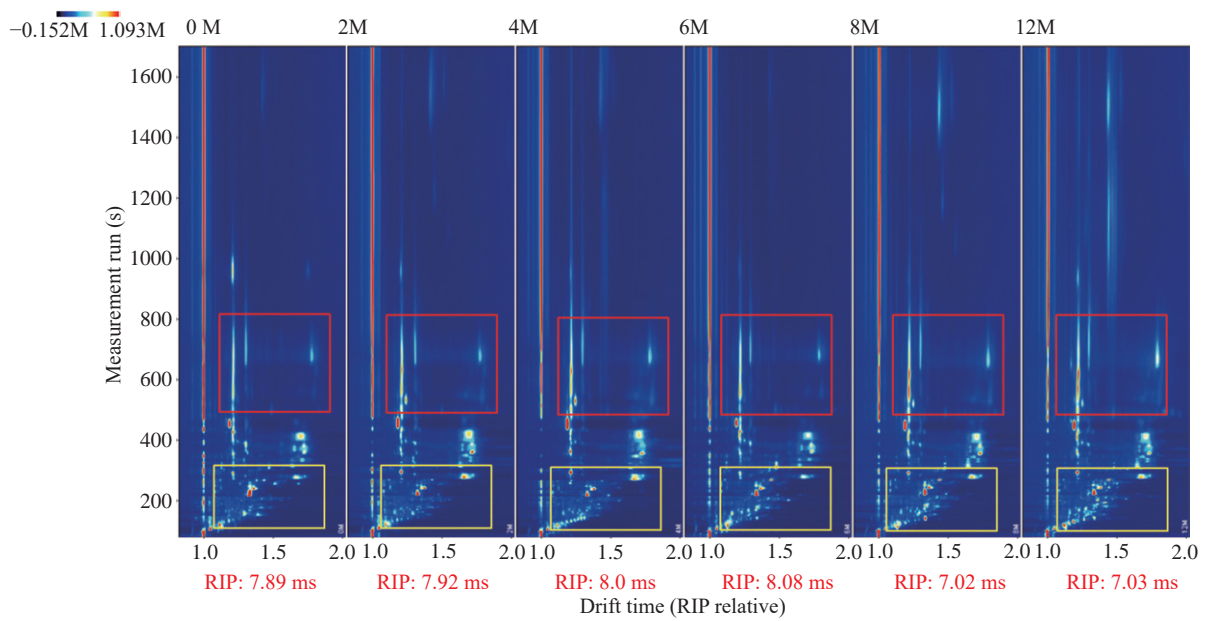 −0.152M 1.093M
0 M 2M 4M 6M 8M 12M
Measurement run (s)
1600
1400
1200
1000
800
600
400
200
1.0 1.5 2.0 1.0 1.5 2.0 1.0 1.5 2.0 1.0 1.5 2.0 1.0 1.5 2.0 1.0 1.5 2.0
RIP: 7.89 ms RIP: 7.92 ms RIP: 8.0 ms RIP: 8.08 ms RIP: 7.02 ms RIP: 7.03 ms
Drift time (RIP relative)